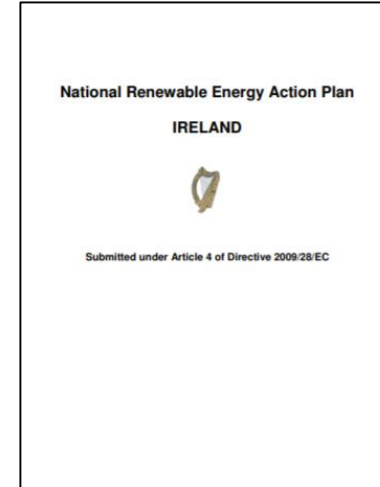 National Renewable Energy Action Plan
IRELAND
Submitted under Article 4 of Directive 2009/28/EC